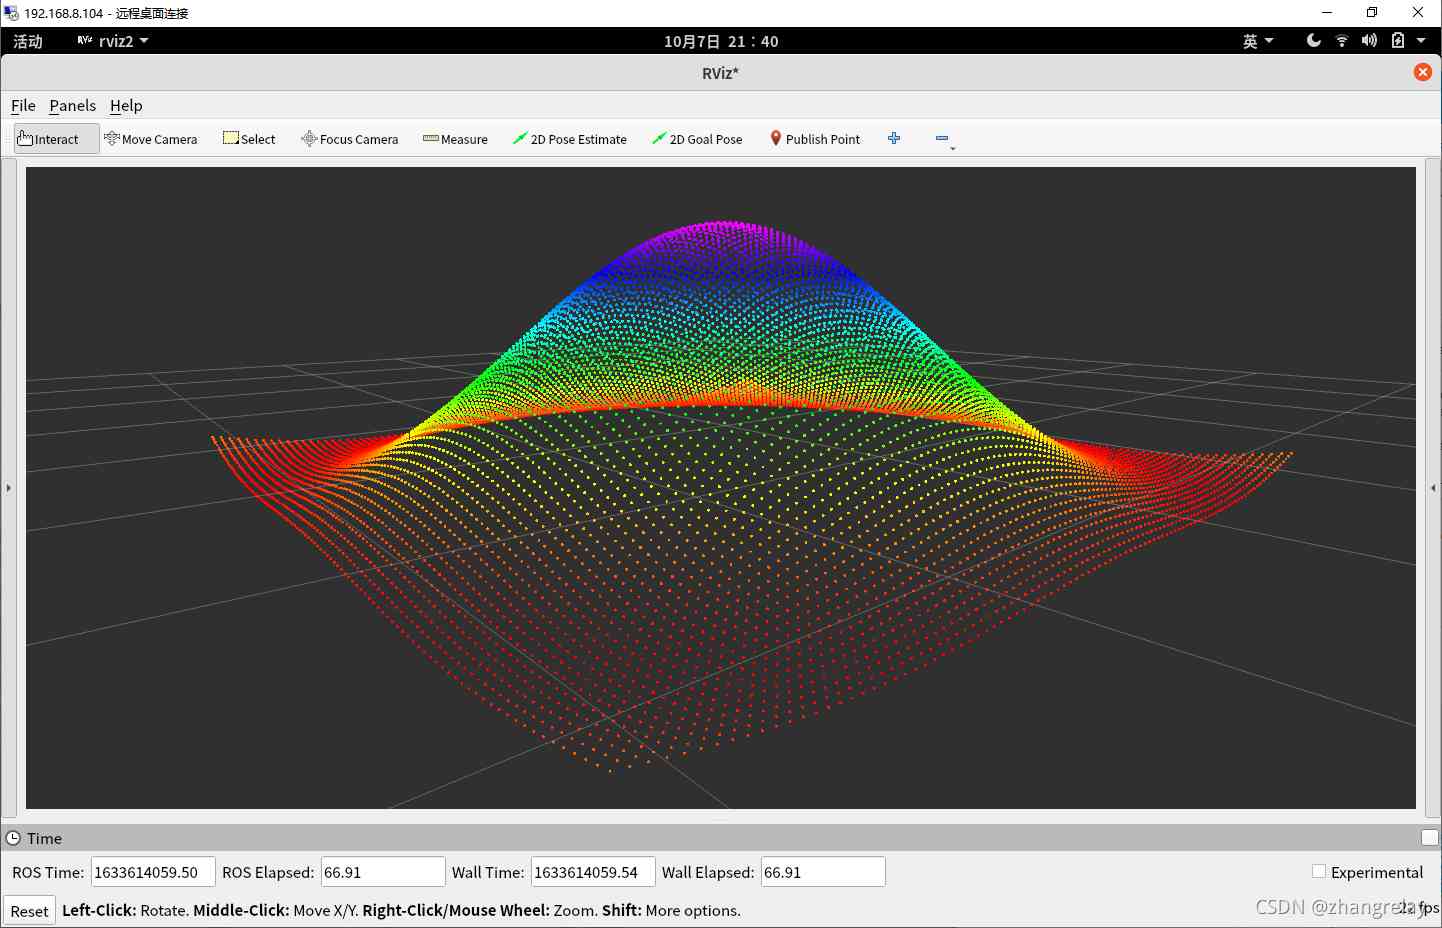 192.168.8.104 - 远程桌面连接
活动 RViz rviz2 10月7日 21：40 英
RViz*
File Panels Help
Interact Move Camera Select Focus Camera Measure 2D Pose Estimate 2D Goal Pose Publish Point
Time
ROS Time: 1633614059.50 ROS Elapsed: 66.91 Wall Time: 1633614059.54 Wall Elapsed: 66.91 Experimental
Reset Left-Click: Rotate. Middle-Click: Move X/Y. Right-Click/Mouse Wheel: Zoom. Shift: More options. fps
CSDN @zhangrelay